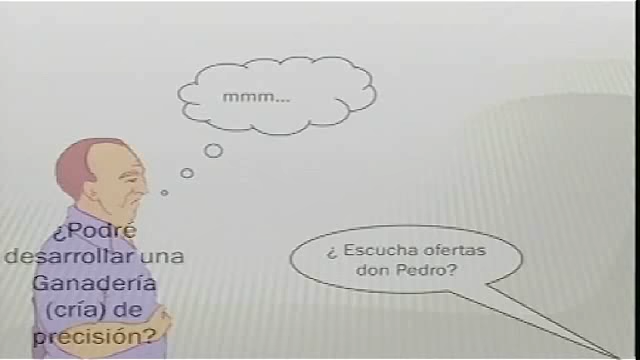 mmm...
¿Podré
desarrollar una
Ganadería
(cría) de
precisión?
¿ Escucha ofertas
don Pedro?